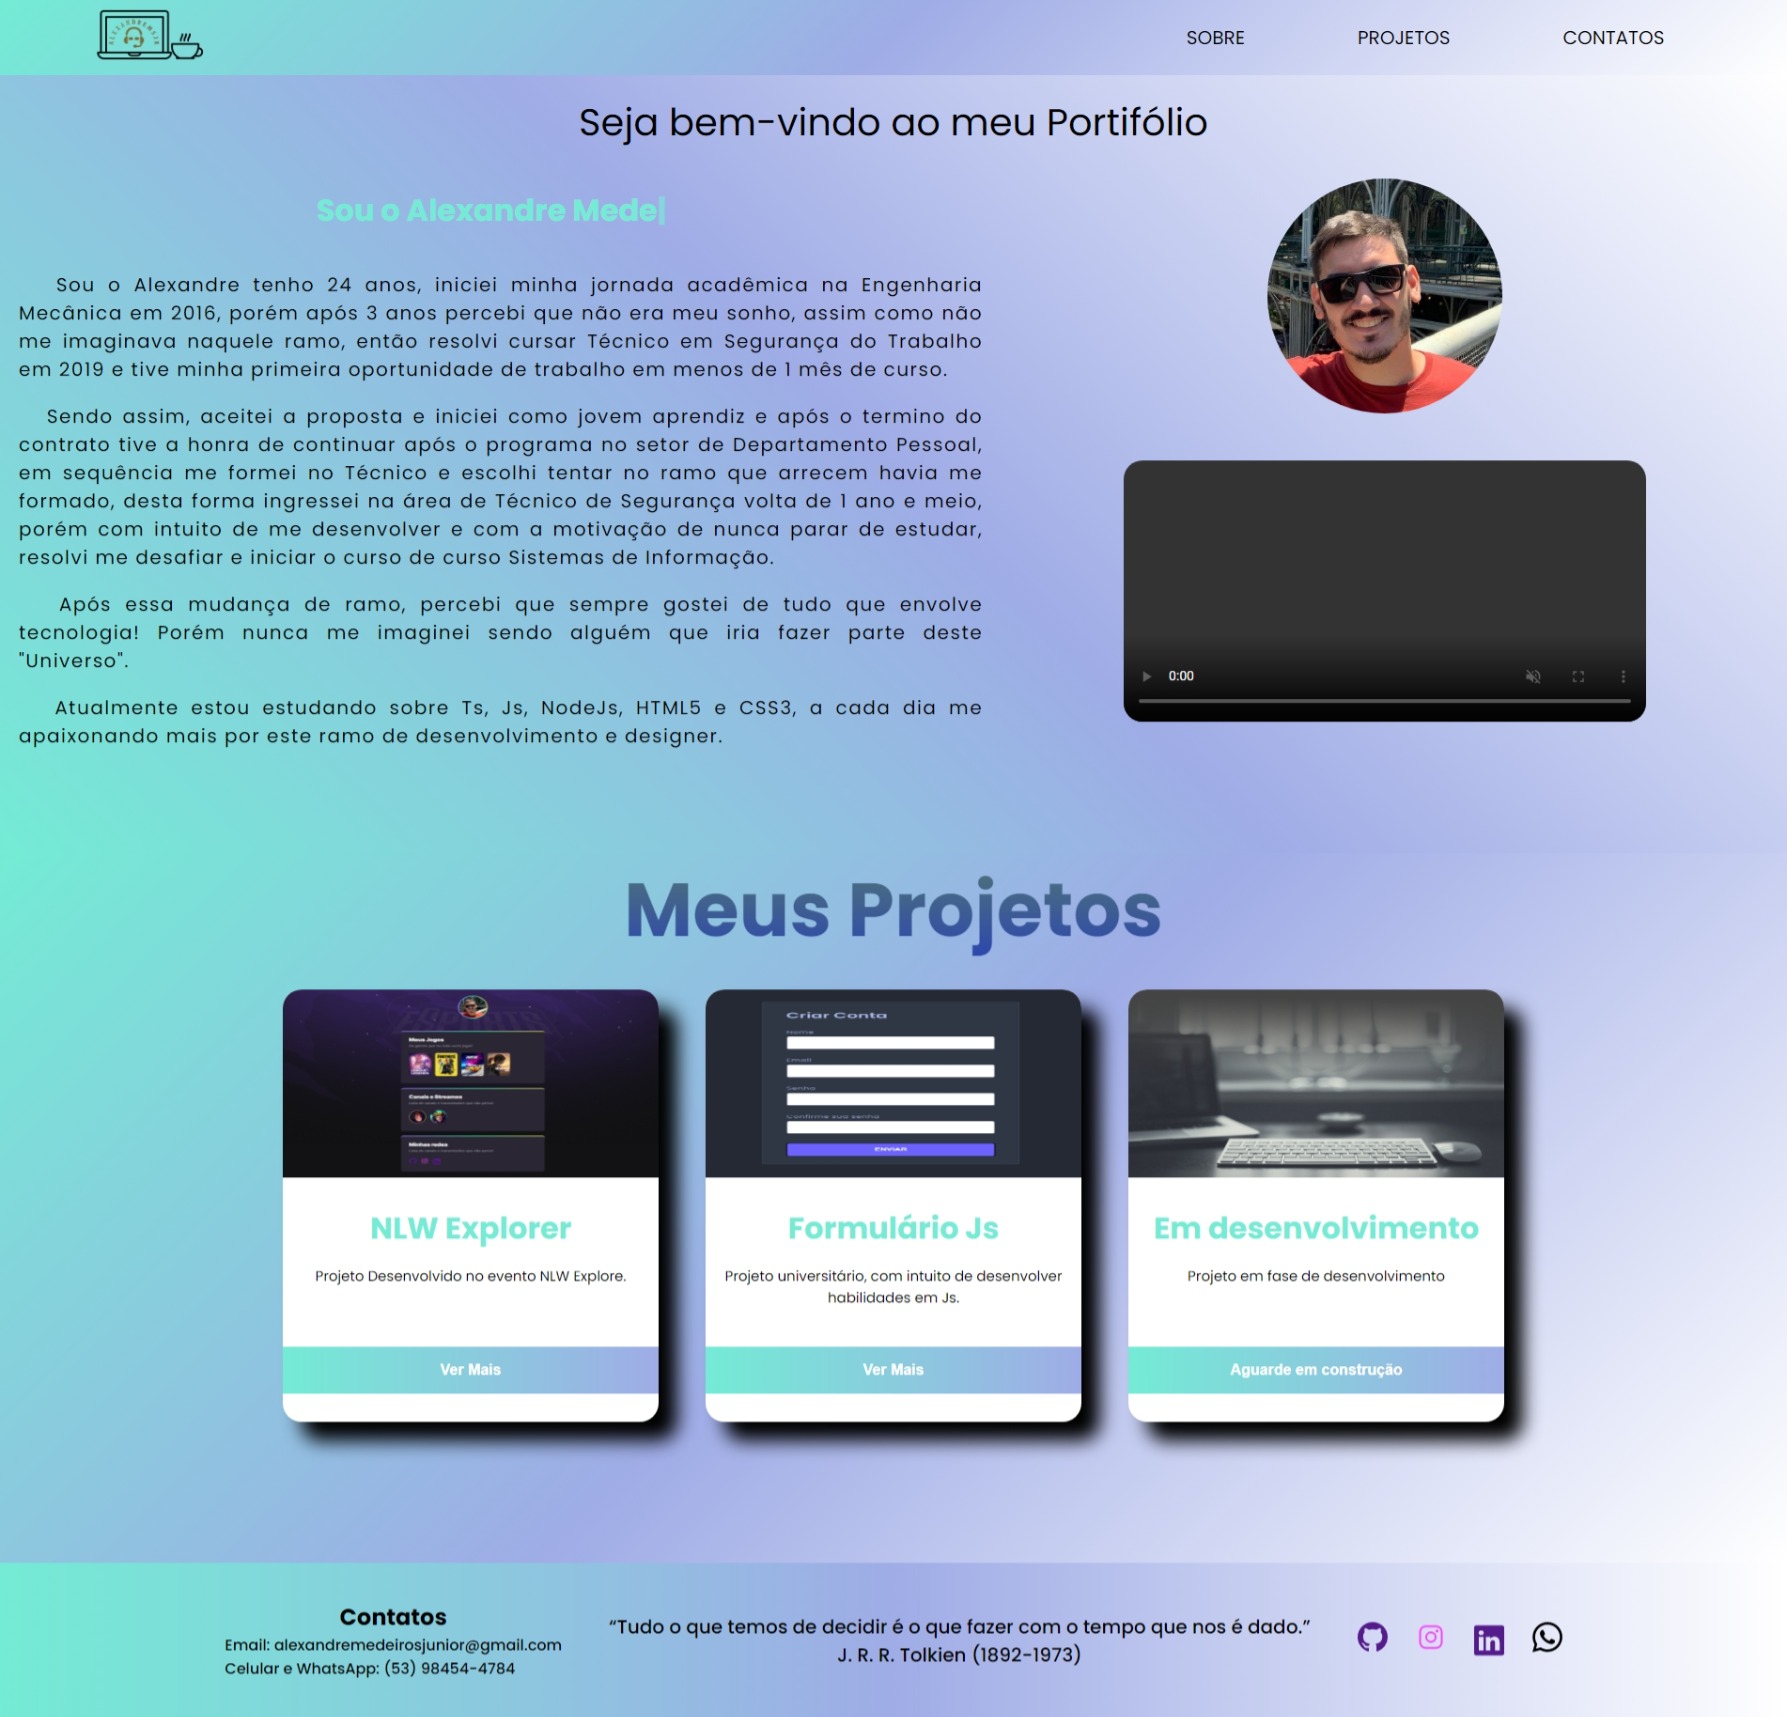 SOBRE PROJETOS CONTATOS
Seja bem-vindo ao meu Portifólio
Sou o Alexandre Mede
Sou o Alexandre tenho 24 anos, iniciei minha jornada acadêmica na Engenharia
Mecânica em 2016, porém após 3 anos percebi que não era meu sonho, assim como não
me imaginava naquele ramo, então resolvi cursar Técnico em Segurança do Trabalho
em 2019 e tive minha primeira oportunidade de trabalho em menos de 1 mês de curso.
Sendo assim, aceitei a proposta e iniciei como jovem aprendiz e após o termino do
contrato tive a honra de continuar após o programa no setor de Departamento Pessoal,
em sequência me formei no Técnico e escolhi tentar no ramo que arrecem havia me
formado, desta forma ingressei na área de Técnico de Segurança volta de 1 ano e meio,
porém com intuito de me desenvolver e com a motivação de nunca parar de estudar,
resolvi me desafiar e iniciar o curso de curso Sistemas de Informação.
Após essa mudança de ramo, percebi que sempre gostei de tudo que envolve
tecnologia! Porém nunca me imaginei sendo alguém que iria fazer parte deste
"Universo".
Atualmente estou estudando sobre Ts, Js, NodeJs, HTML5 e CSS3, a cada dia me
apaixonando mais por este ramo de desenvolvimento e designer.
0:00
Meus Projetos
Meus Jogos
Canais e Streames
Minhas redes
NLW Explorer
Projeto Desenvolvido no evento NLW Explore.
Ver Mais
Criar Conta
Nome
Email
Senha
Confirme sua senha
ENVIAR
Formulário Js
Projeto universitário, com intuito de desenvolver
habilidades em Js.
Ver Mais
Em desenvolvimento
Projeto em fase de desenvolvimento
Aguarde em construção
Contatos
Email: alexandremedeirosjunior@gmail.com
Celular e WhatsApp: (53) 98454-4784
“Tudo o que temos de decidir é o que fazer com o tempo que nos é dado.”
J. R. R. Tolkien (1892-1973)
in